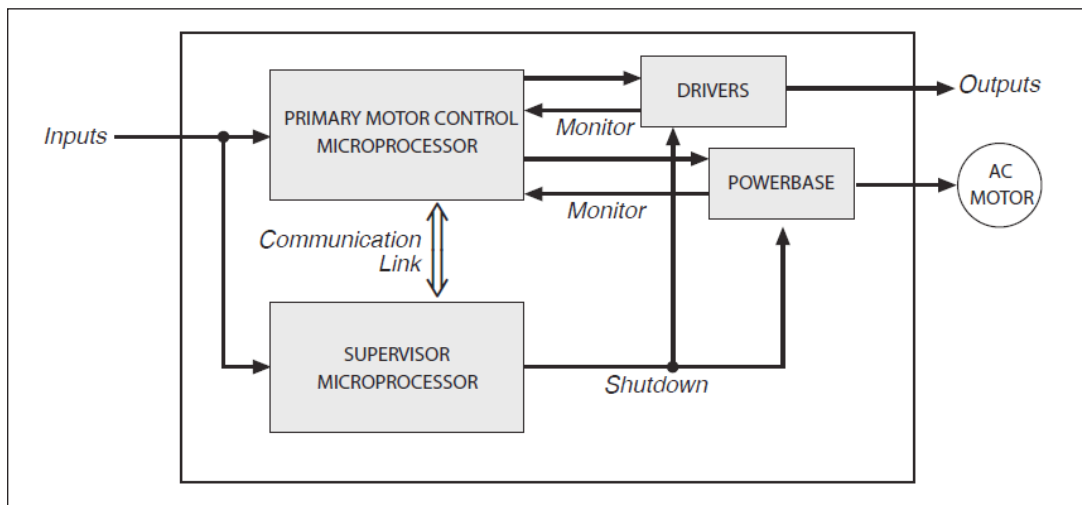 Inputs
PRIMARY MOTOR CONTROL
MICROPROCESSOR
DRIVERS
Outputs
Monitor
POWERBASE
AC
MOTOR
Monitor
Communication
Link
SUPERVISOR
MICROPROCESSOR
Shutdown